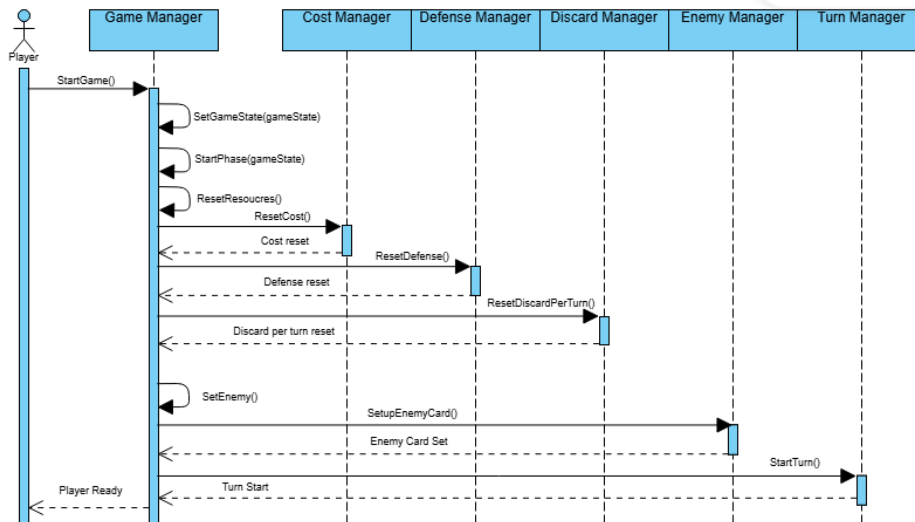 Game Manager
Cost Manager
Defense Manager
Discard Manager
Enemy Manager
Turn Manager
Player
StartGame()
SetGameState(gameState)
StartPhase(gameState)
ResetResoucres()
ResetCost()
Cost reset
ResetDefense()
Defense reset
ResetDiscardPerTurn()
Discard per turn reset
SetEnemy()
SetupEnemyCard()
Enemy Card Set
StartTurn()
Turn Start
Player Ready